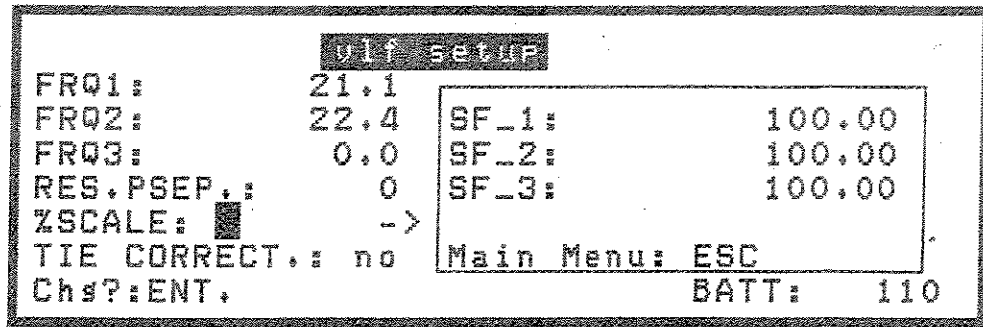 vlf setup
FRQ1: 21.1
FRQ2: 22.4 SF_1: 100.00
FRQ3: 0.0 SF_2: 100.00
RES.PSEP.: 0 SF_3: 100.00
%SCALE: ->
TIE CORRECT.: no Main Menu: ESC
Chg?:ENT. BATT: 110